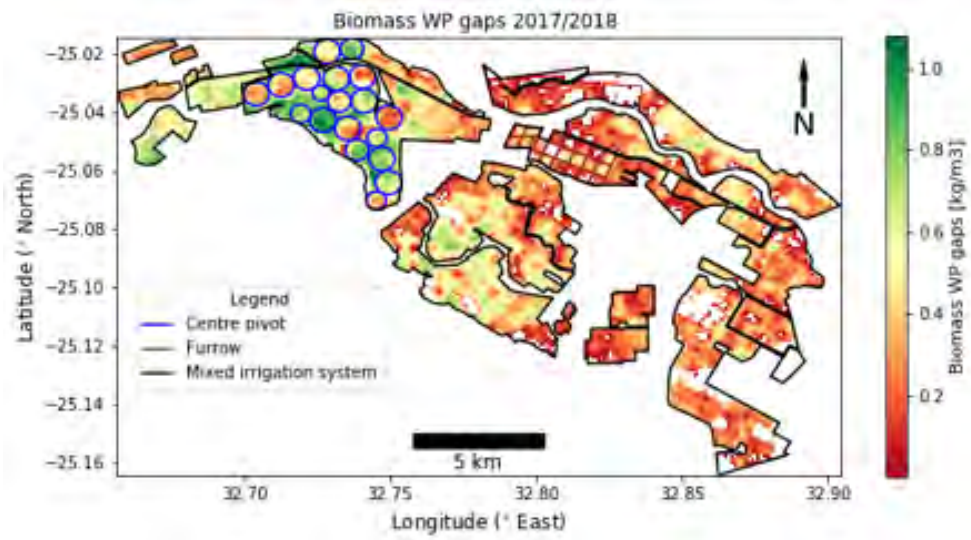 Biomass WP gaps 2017/2018
−25.02
−25.04
−25.06
−25.08
−25.10
−25.12
−25.14
−25.16
Latitude (° North)
N
Legend
Centre pivot
Furrow
Mixed irrigation system
5 km
32.70
32.75
32.80
32.85
32.90
Longitude (° East)
1.0
0.8
0.6
0.4
0.2
Biomass WP gaps [kg/m3]